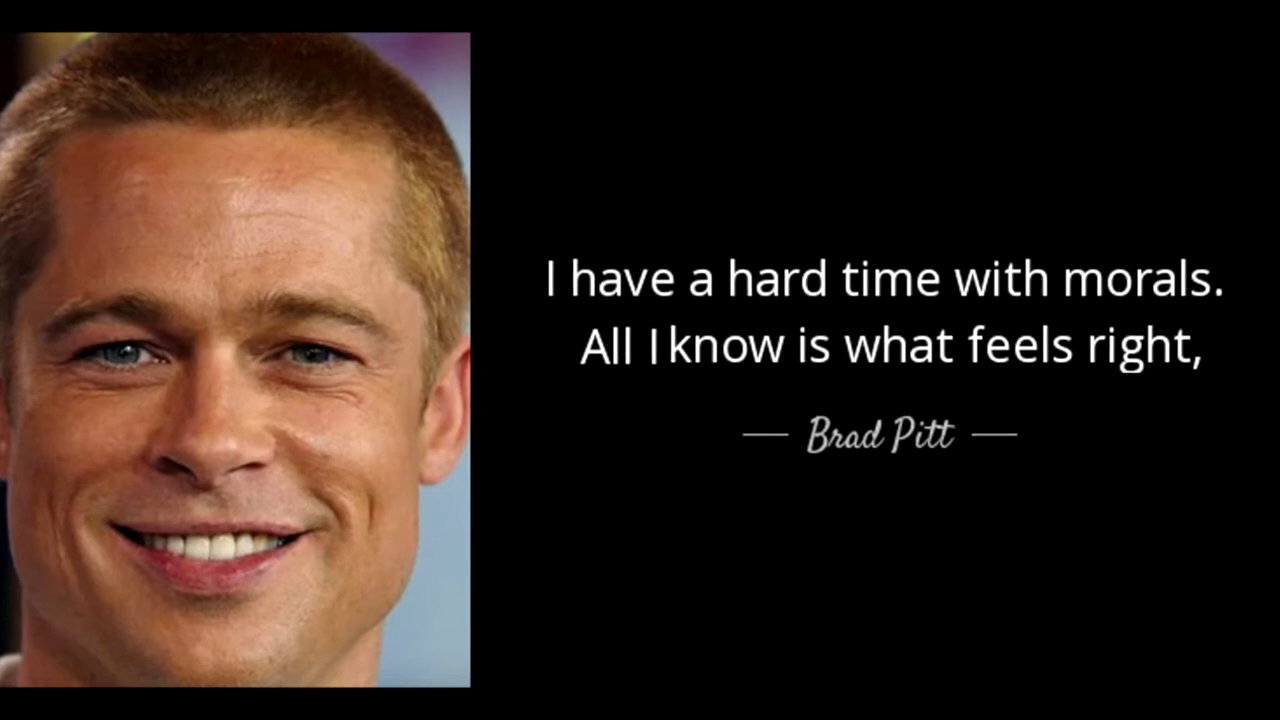 I have a hard time with morals.
All I know is what feels right,
Brad Pitt